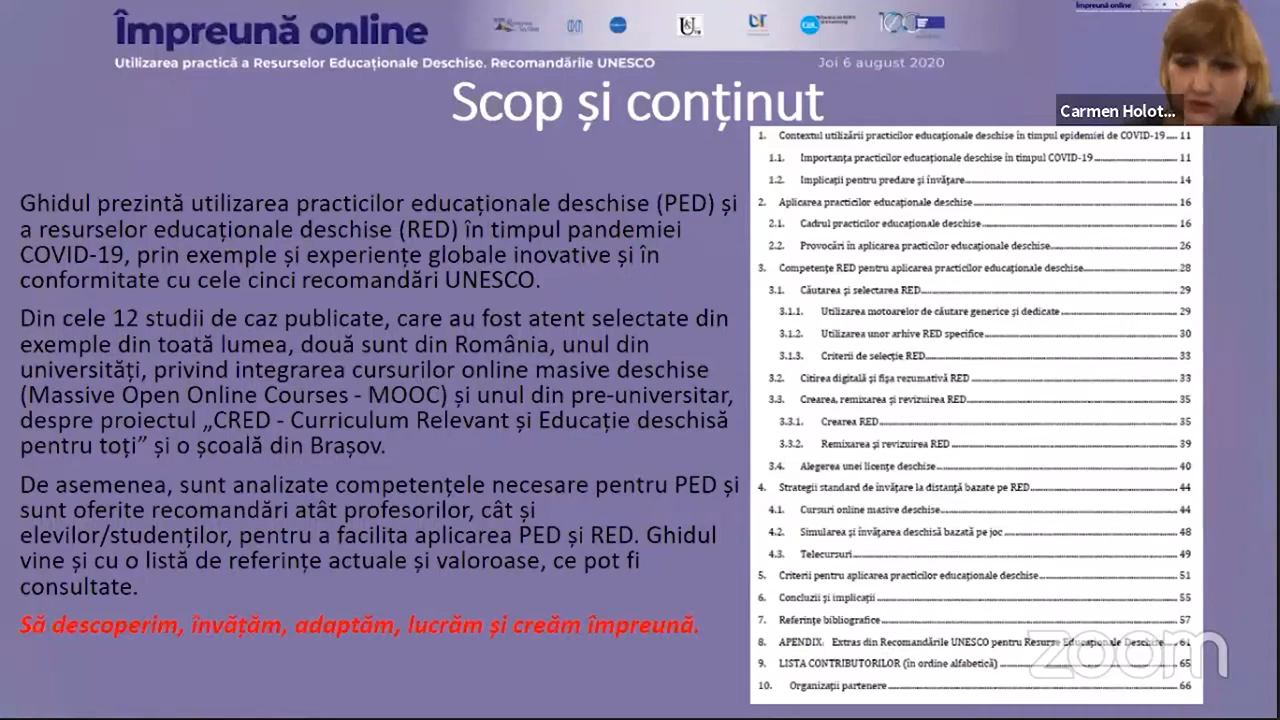 Împreună online
Utilizarea practică a Resurselor Educaționale Deschise. Recomandările UNESCO
Joi 6 august 2020
Împreună online
Carmen Holot...
Scop și conținut
Ghidul prezintă utilizarea practicilor educaționale deschise (PED) și
a resurselor educaționale deschise (RED) în timpul pandemiei
COVID-19, prin exemple și experiențe globale inovative și în
conformitate cu cele cinci recomandări UNESCO.
Din cele 12 studii de caz publicate, care au fost atent selectate din
exemple din toată lumea, două sunt din România, unul din
universități, privind integrarea cursurilor online masive deschise
(Massive Open Online Courses - MOOC) și unul din pre-universitar,
despre proiectul „CRED - Curriculum Relevant și Educație deschisă
pentru toți” și o școală din Brașov.
De asemenea, sunt analizate competențele necesare pentru PED și
sunt oferite recomandări atât profesorilor, cât și
elevilor/studenților, pentru a facilita aplicarea PED și RED. Ghidul
vine și cu o listă de referințe actuale și valoroase, ce pot fi
consultate.
Să descoperim, învățăm, adaptăm, lucrăm și creăm împreună.
1. Contextul utilizării practicilor educaționale deschise în timpul epidemiei de COVID-19 11
1.1. Importanța practicilor educaționale deschise în timpul COVID-19 11
1.2. Implicații pentru predare și învățare 14
2. Aplicarea practicilor educaționale deschise 16
2.1. Cadrul practicilor educaționale deschise 16
2.2. Provocări în aplicarea practicilor educaționale deschise 26
3. Competențe RED pentru aplicarea practicilor educaționale deschise 28
3.1. Căutarea și selectarea RED 29
3.1.1. Utilizarea motoarelor de căutare generice și dedicate 29
3.1.2. Utilizarea unor arhive RED specifice 30
3.1.3. Criterii de selecție RED 33
3.2. Citirea digitală și fișa rezumativă RED 33
3.3. Crearea, remixarea și revizuirea RED 35
3.3.1. Crearea RED 35
3.3.2. Remixarea și revizuirea RED 39
3.4. Alegerea unei licențe deschise 40
4. Strategii standard de învățare la distanță bazate pe RED 44
4.1. Cursuri online masive deschise 44
4.2. Simularea și învățarea deschisă bazată pe joc 48
4.3. Telecursuri 49
5. Criterii pentru aplicarea practicilor educaționale deschise 51
6. Concluzii și implicații 55
7. Referințe bibliografice 57
8. APENDIX: Extras din Recomandările UNESCO pentru Resurse Educaționale Deschise 61
9. LISTA CONTRIBUTORILOR (în ordine alfabetică) 65
10. Organizații partenere 66
zoom